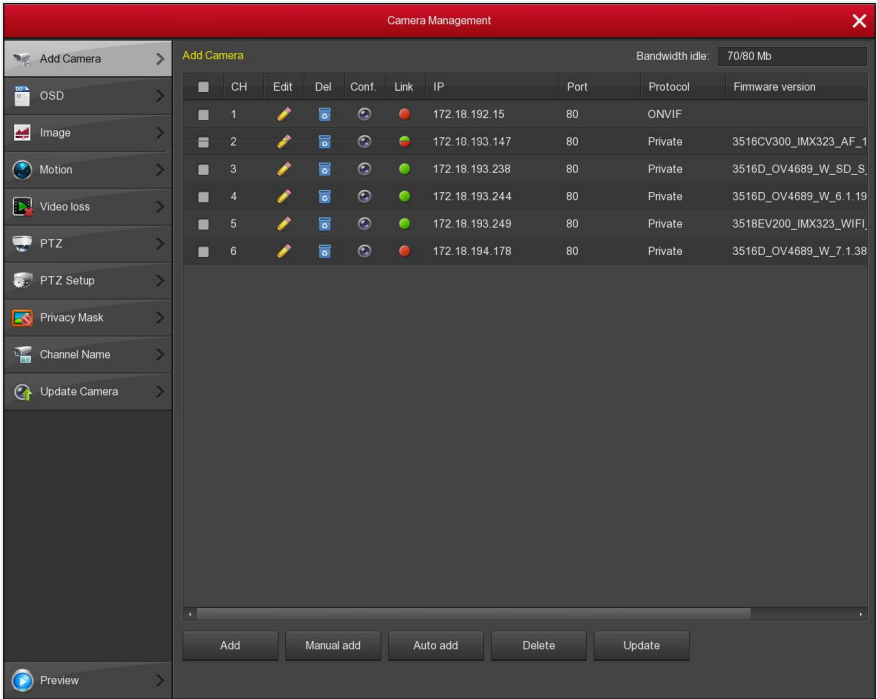 Camera Management
Add Camera
OSD
Image
Motion
Video loss
PTZ
PTZ Setup
Privacy Mask
Channel Name
Update Camera
Preview
Add Camera Bandwidth idle: 70/80 Mb
CH Edit Del Conf. Link IP Port Protocol Firmware version
1 172.18.192.15 80 ONVIF
2 172.18.193.147 80 Private 3516CV300_IMX323_AF_1
3 172.18.193.238 80 Private 3516D_OV4689_W_SD_S_
4 172.18.193.244 80 Private 3516D_OV4689_W_6.1.19
5 172.18.193.249 80 Private 3518EV200_IMX323_WIFI_
6 172.18.194.178 80 Private 3516D_OV4689_W_7.1.38
Add Manual add Auto add Delete Update